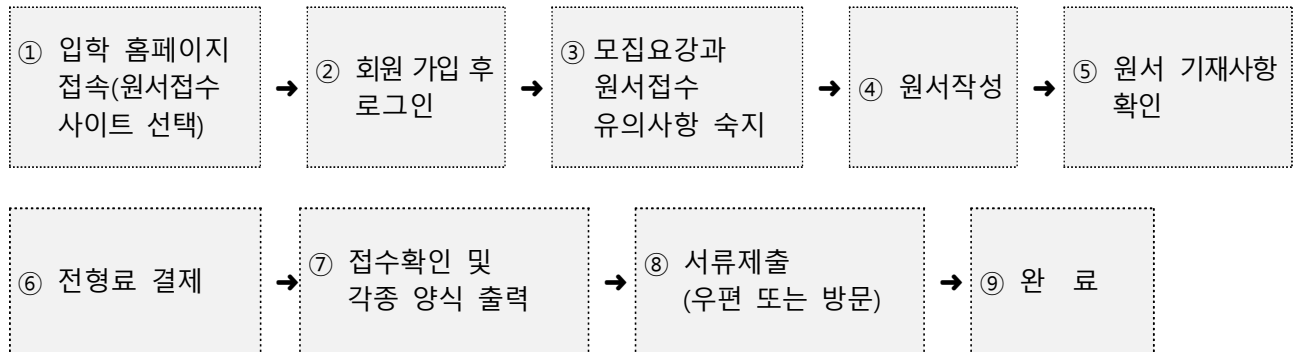 ① 입학 홈페이지
접속(원서접수
사이트 선택)
➜
② 회원 가입 후
로그인
➜
③ 모집요강과
원서접수
유의사항 숙지
➜
④ 원서작성
➜
⑤ 원서 기재사항
확인
⑥ 전형료 결제
➜
⑦ 접수확인 및
각종 양식 출력
➜
⑧ 서류제출
(우편 또는 방문)
➜
⑨ 완 료